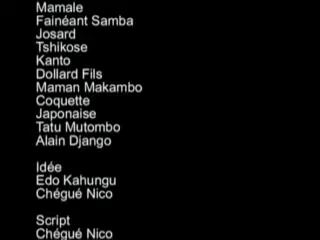 Mamale
Fainéant Samba
Josard
Tshikose
Kanto
Dollard Fils
Maman Makambo
Coquette
Japonaise
Tatu Mutombo
Alain Django
Idée
Edo Kahungu
Chégué Nico
Script
Chégué Nico